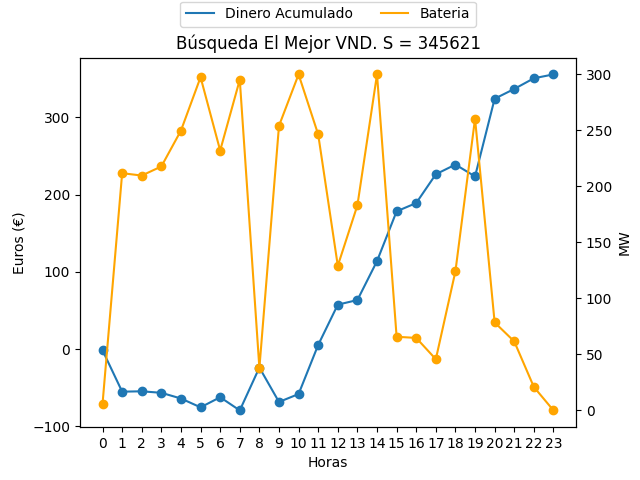 Dinero Acumulado Bateria
Búsqueda El Mejor VND. S = 345621
300
200
100
0
−100
Euros (€)
300
250
200
150
100
50
0
MW
0 1 2 3 4 5 6 7 8 9 10 11 12 13 14 15 16 17 18 19 20 21 22 23
Horas